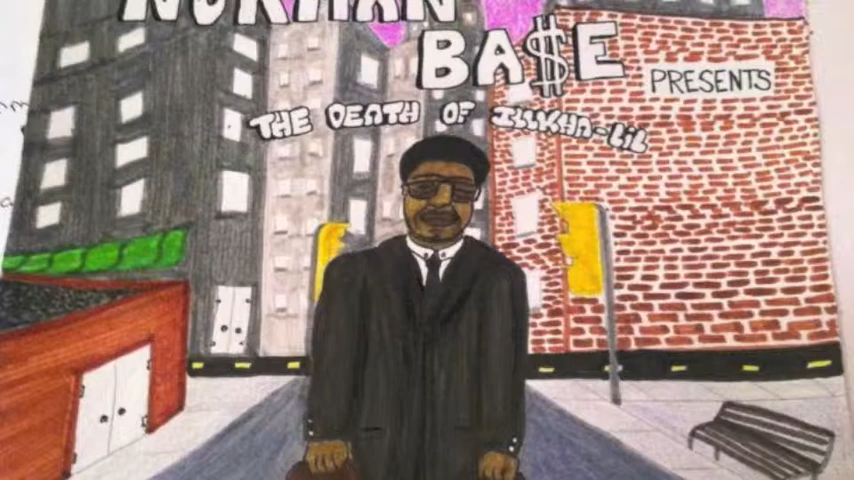 NORMAN
BA$E
PRESENTS
THE DEATH OF